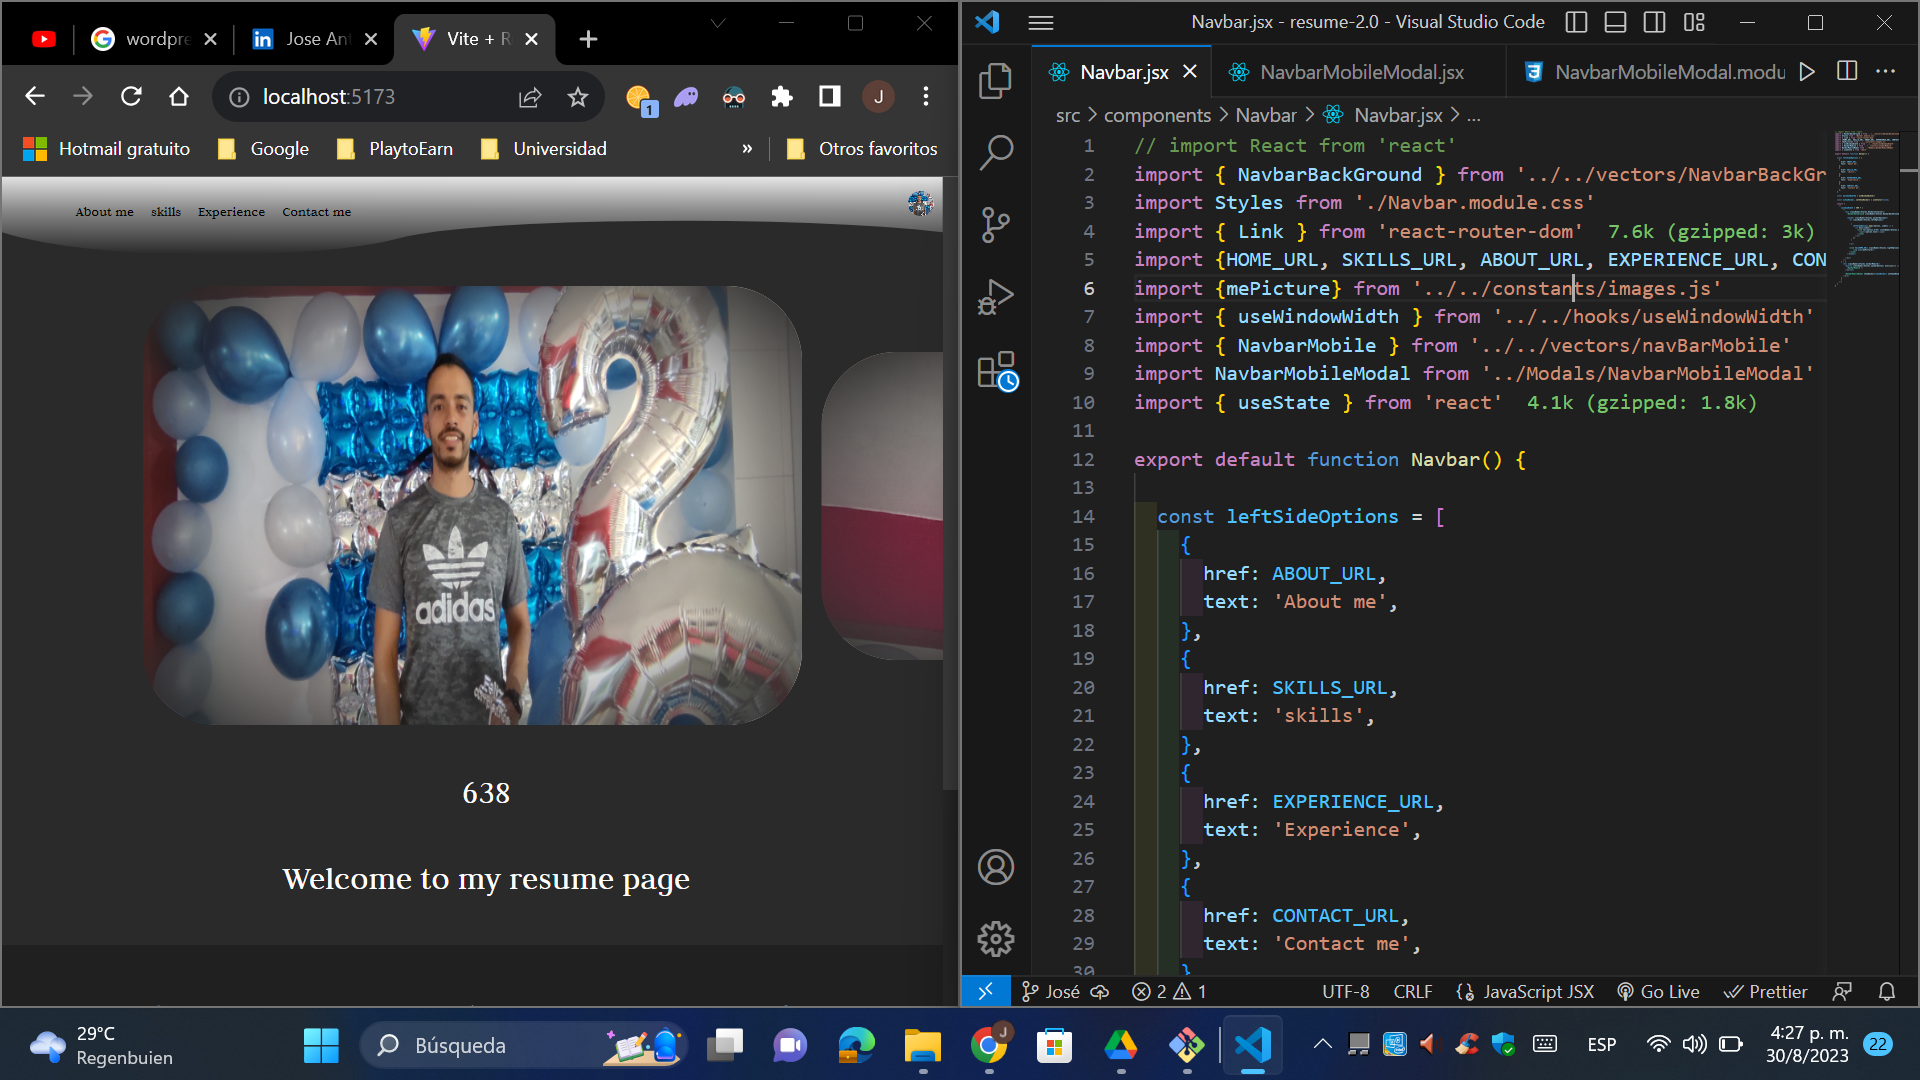 wordpre
Jose Ant
Vite + R
localhost:5173
1
J
Hotmail gratuito
Google
PlaytoEarn
Universidad
»
Otros favoritos
About me
skills
Experience
Contact me
adidas
638
Welcome to my resume page
Navbar.jsx - resume-2.0 - Visual Studio Code
Navbar.jsx
NavbarMobileModal.jsx
NavbarMobileModal.modu
src > components > Navbar > Navbar.jsx > ...
1 // import React from 'react'
2 import { NavbarBackGround } from '../../vectors/NavbarBackGr
3 import Styles from './Navbar.module.css'
4 import { Link } from 'react-router-dom' 7.6k (gzipped: 3k)
5 import {HOME_URL, SKILLS_URL, ABOUT_URL, EXPERIENCE_URL, CON
6 import {mePicture} from '../../constants/images.js'
7 import { useWindowWidth } from '../../hooks/useWindowWidth'
8 import { NavbarMobile } from '../../vectors/navBarMobile'
9 import NavbarMobileModal from '../Modals/NavbarMobileModal'
10 import { useState } from 'react' 4.1k (gzipped: 1.8k)
11
12 export default function Navbar() {
13
14 const leftSideOptions = [
15 {
16 href: ABOUT_URL,
17 text: 'About me',
18 },
19 {
20 href: SKILLS_URL,
21 text: 'skills',
22 },
23 {
24 href: EXPERIENCE_URL,
25 text: 'Experience',
26 },
27 {
28 href: CONTACT_URL,
29 text: 'Contact me',
30 }
José
2
1
UTF-8
CRLF
JavaScript JSX
Go Live
Prettier
29°C
Regenbuien
Búsqueda
J
ESP
4:27 p. m.
30/8/2023
22